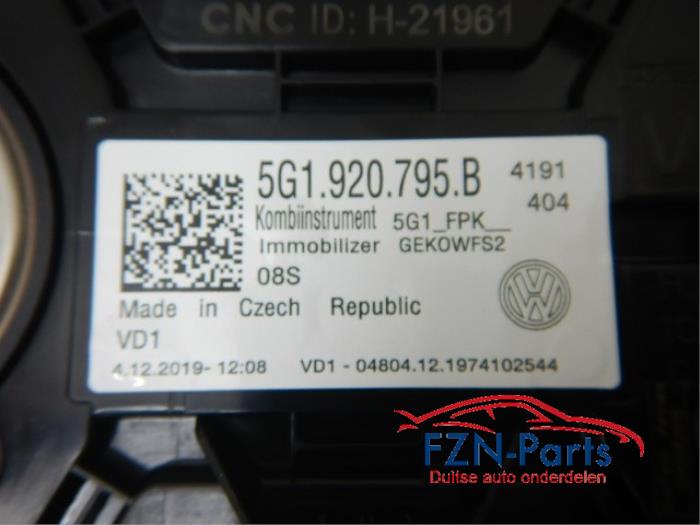 CNC ID: H-21961
5G1.920.795.B 4191
404
Kombiinstrument 5G1_FPK__
Immobilizer GEKOWFS2
08S
Made in Czech Republic
VD1
4.12.2019- 12:08 VD1 - 04804.12.1974102544
FZN-Parts
Duitse auto onderdelen